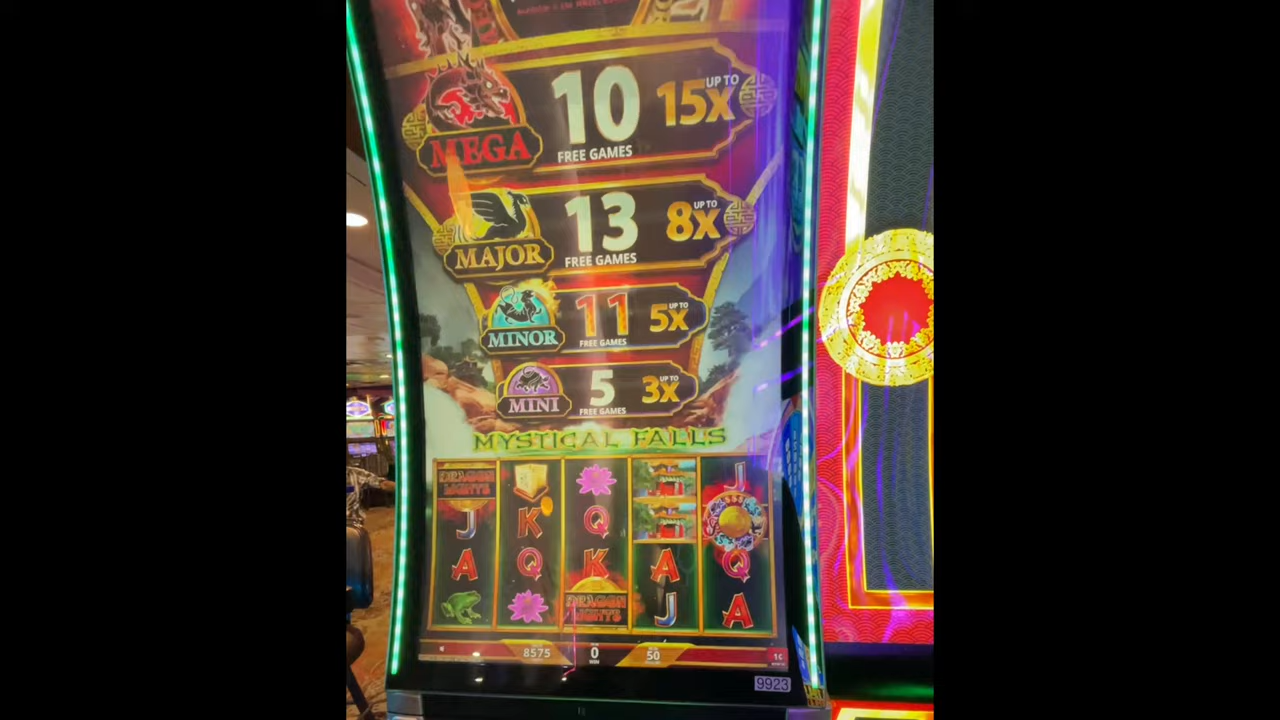 MEGA
10
FREE GAMES
UP TO
15X
MAJOR
13
FREE GAMES
UP TO
8X
MINOR
11
FREE GAMES
UP TO
5X
MINI
5
FREE GAMES
UP TO
3X
MYSTICAL FALLS
DRAGON
LIGHTS
J
J
K
Q
Q
A
Q
K
A
Q
DRAGON
LIGHTS
J
A
8575
0
WIN
50
1¢
9923